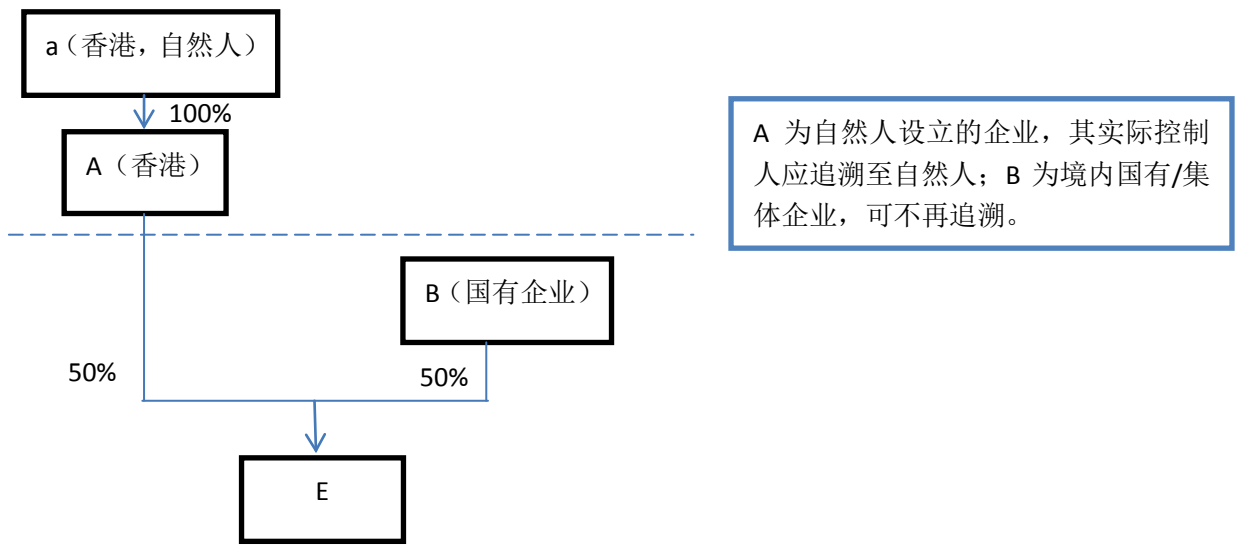 a（香港，自然人）
100%
A（香港）
A 为自然人设立的企业，其实际控制
人应追溯至自然人；B 为境内国有/集
体企业，可不再追溯。
B（国有企业）
50%
50%
E